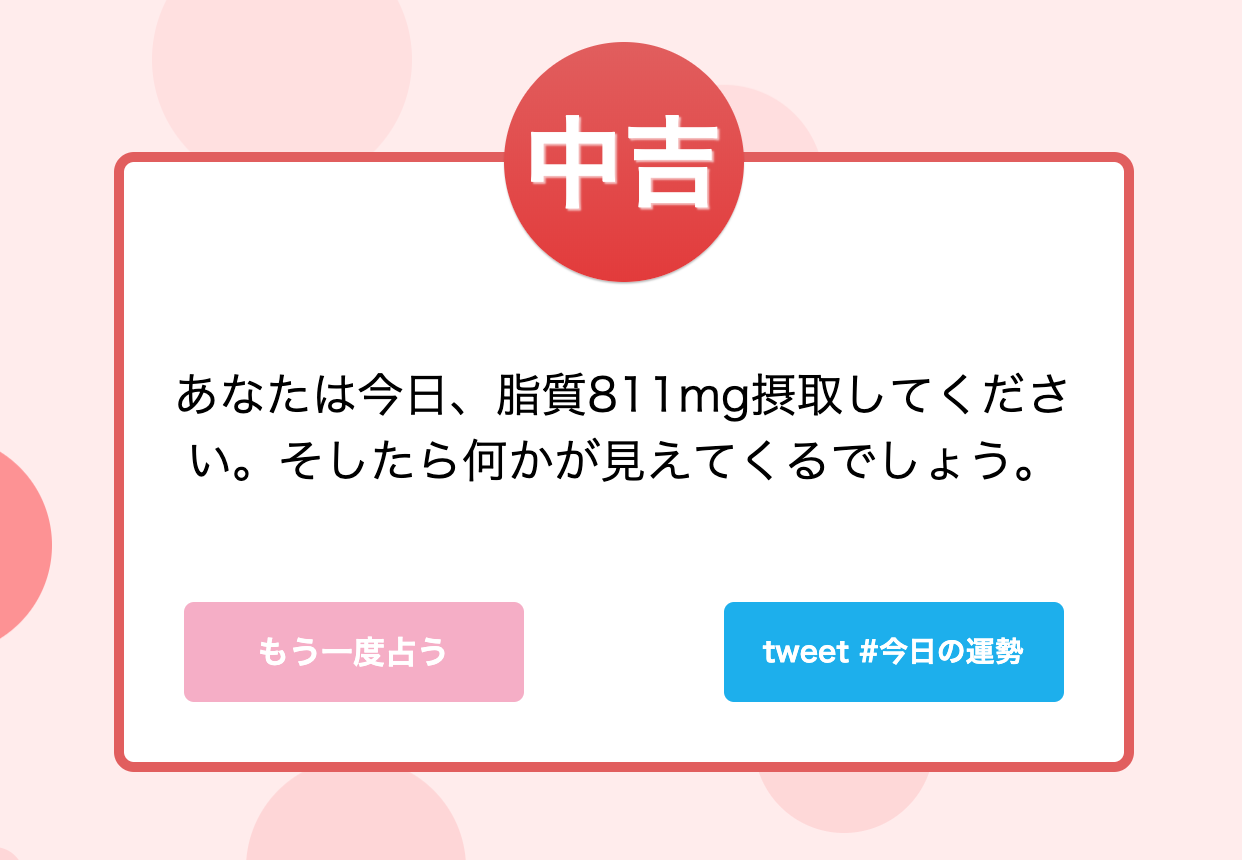 中吉
あなたは今日、脂質811mg摂取してくださ
い。そしたら何かが見えてくるでしょう。
もう一度占う
tweet #今日の運勢